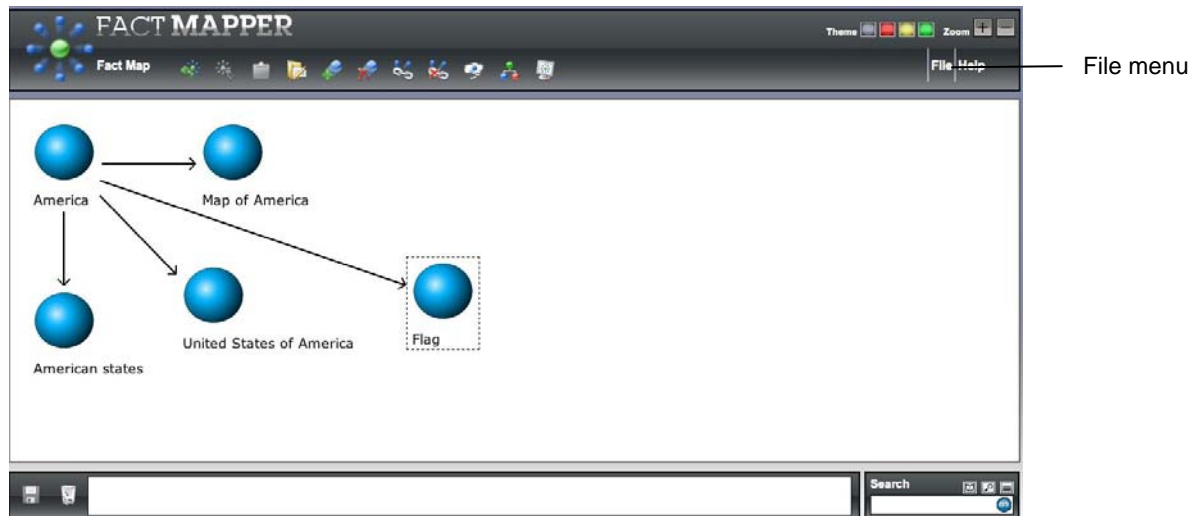 FACT MAPPER
Theme Zoom
Fact Map
File Help
File menu
America
Map of America
American states
United States of America
Flag
Search